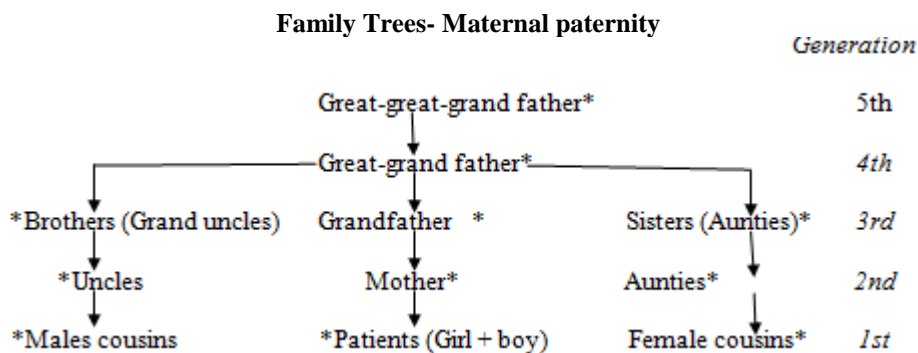 Family Trees- Maternal paternity
Generation
Great-great-grand father* 5th
Great-grand father* 4th
*Brothers (Grand uncles) Grandfather * Sisters (Aunties)* 3rd
*Uncles Mother* Aunties* 2nd
*Males cousins *Patients (Girl + boy) Female cousins* 1st